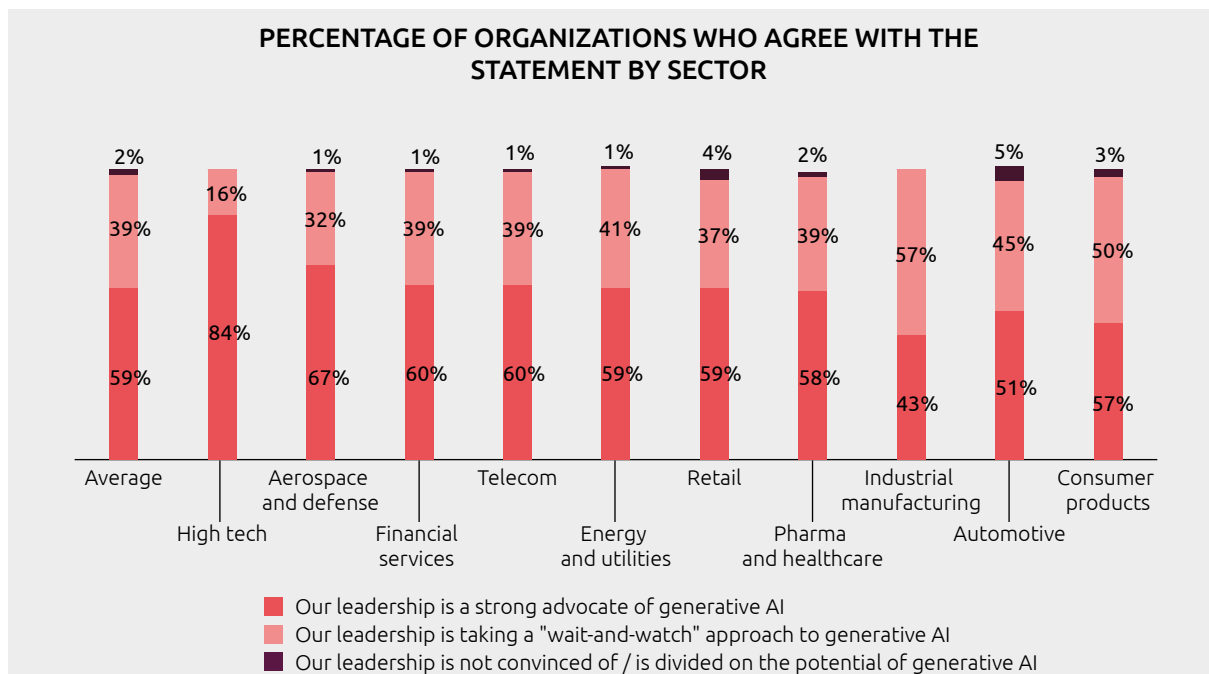 PERCENTAGE OF ORGANIZATIONS WHO AGREE WITH THE
STATEMENT BY SECTOR
2%
1%
1%
1%
1%
4%
2%
5%
3%
16%
39%
32%
39%
39%
41%
37%
39%
57%
45%
50%
59%
84%
67%
60%
60%
59%
59%
58%
43%
51%
57%
Average
High tech
Aerospace
and defense
Financial
services
Telecom
Energy
and utilities
Retail
Pharma
and healthcare
Industrial
manufacturing
Automotive
Consumer
products
Our leadership is a strong advocate of generative AI
Our leadership is taking a "wait-and-watch" approach to generative AI
Our leadership is not convinced of / is divided on the potential of generative AI